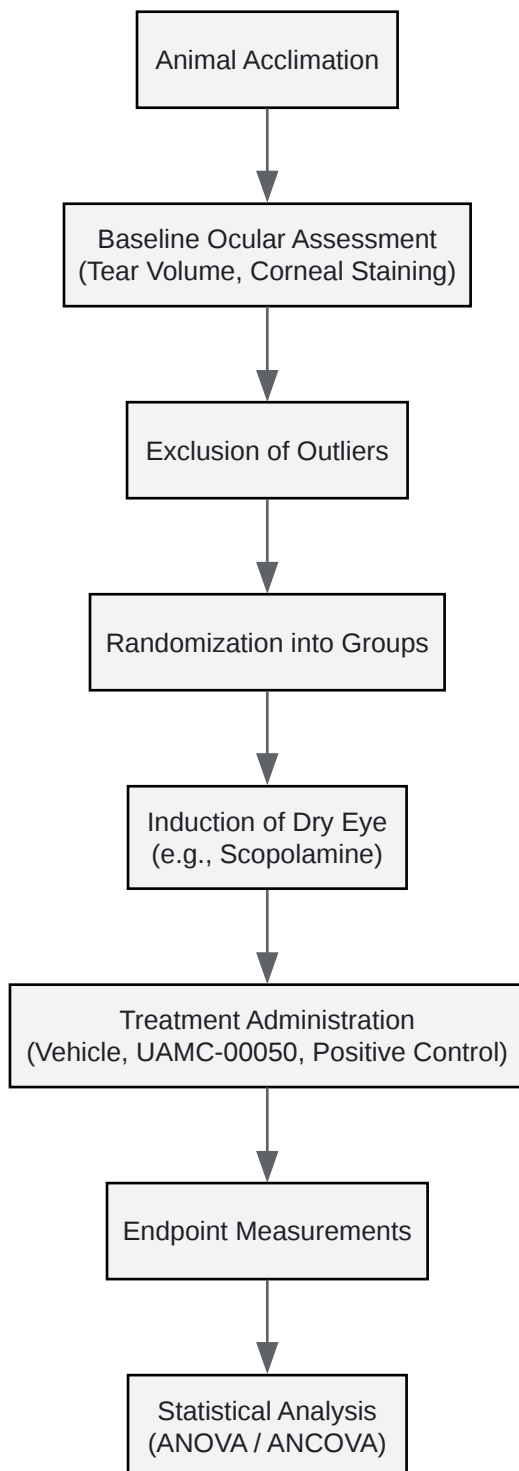 Animal Acclimation
Baseline Ocular Assessment
(Tear Volume, Corneal Staining)
Exclusion of Outliers
Randomization into Groups
Induction of Dry Eye
(e.g., Scopolamine)
Treatment Administration
(Vehicle, UAMC-00050, Positive Control)
Endpoint Measurements
Statistical Analysis
(ANOVA / ANCOVA)